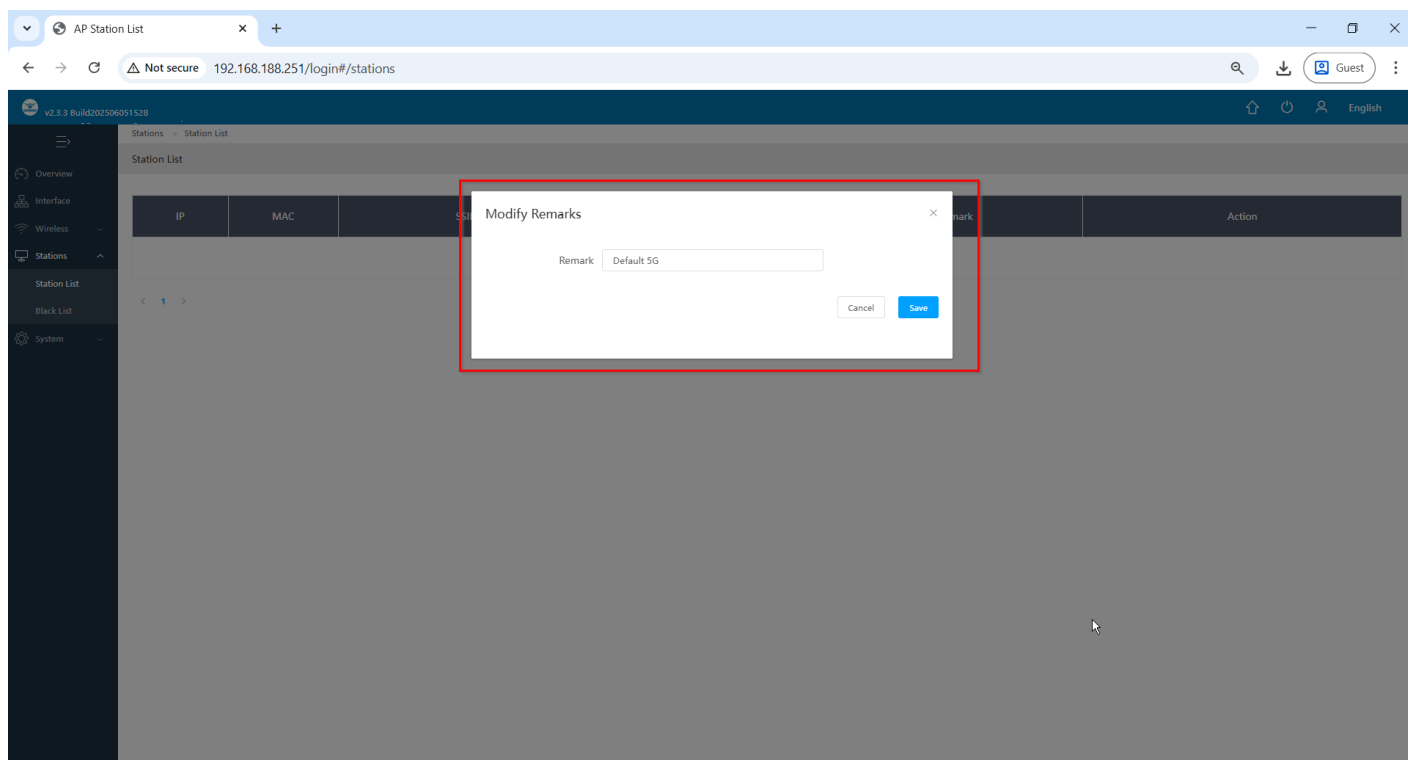 AP Station List
Not secure 192.168.188.251/login#/stations
Guest
v2.3.3 Build202506051528
English
Stations > Station List
Station List
Overview
Interface
Wireless
Stations
Station List
Black List
System
IP MAC Action
1
Modify Remarks
Remark Default 5G
Cancel Save